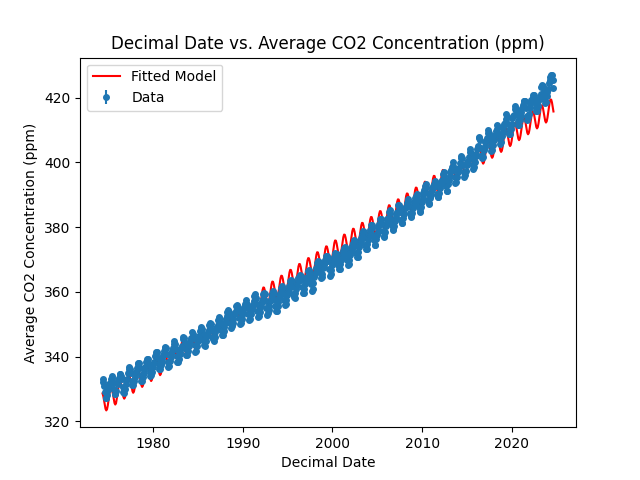 Decimal Date vs. Average CO2 Concentration (ppm)
Fitted Model
Data
Average CO2 Concentration (ppm)
420
400
380
360
340
320
1980
1990
2000
2010
2020
Decimal Date